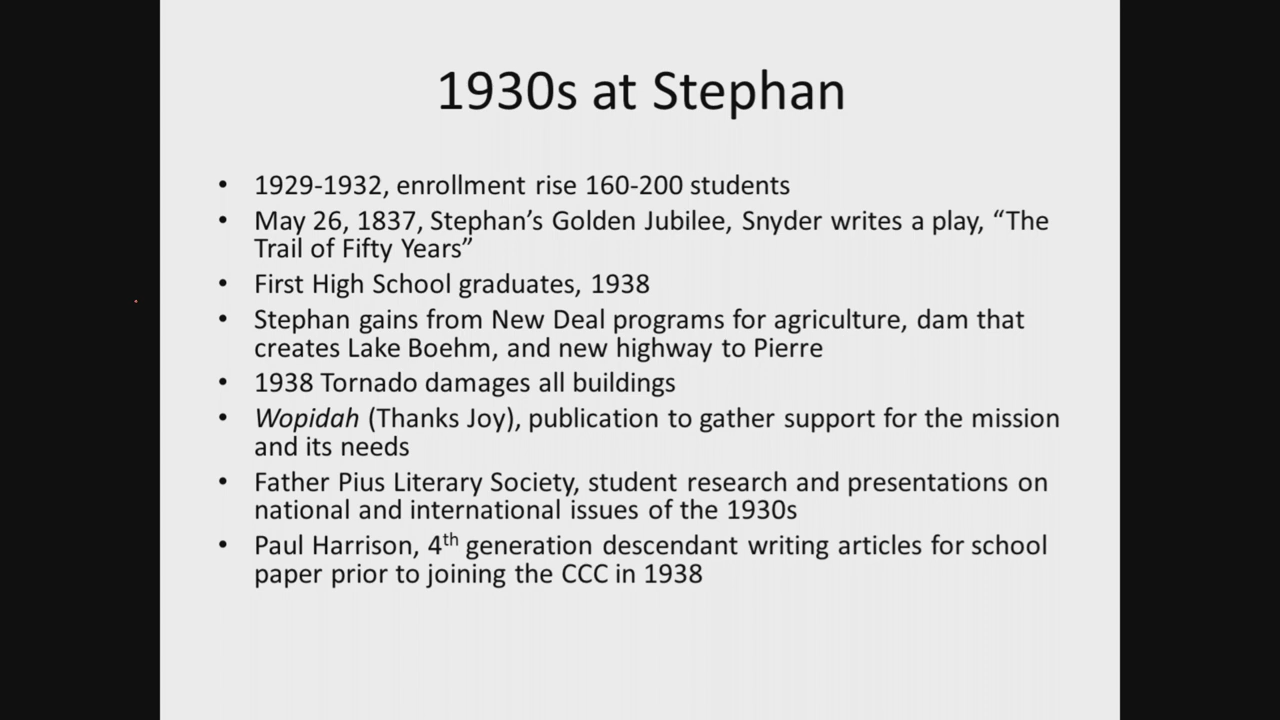 1930s at Stephan
• 1929-1932, enrollment rise 160-200 students
• May 26, 1837, Stephan’s Golden Jubilee, Snyder writes a play, “The
Trail of Fifty Years”
• First High School graduates, 1938
• Stephan gains from New Deal programs for agriculture, dam that
creates Lake Boehm, and new highway to Pierre
• 1938 Tornado damages all buildings
• Wopidah (Thanks Joy), publication to gather support for the mission
and its needs
• Father Pius Literary Society, student research and presentations on
national and international issues of the 1930s
• Paul Harrison, 4th generation descendant writing articles for school
paper prior to joining the CCC in 1938